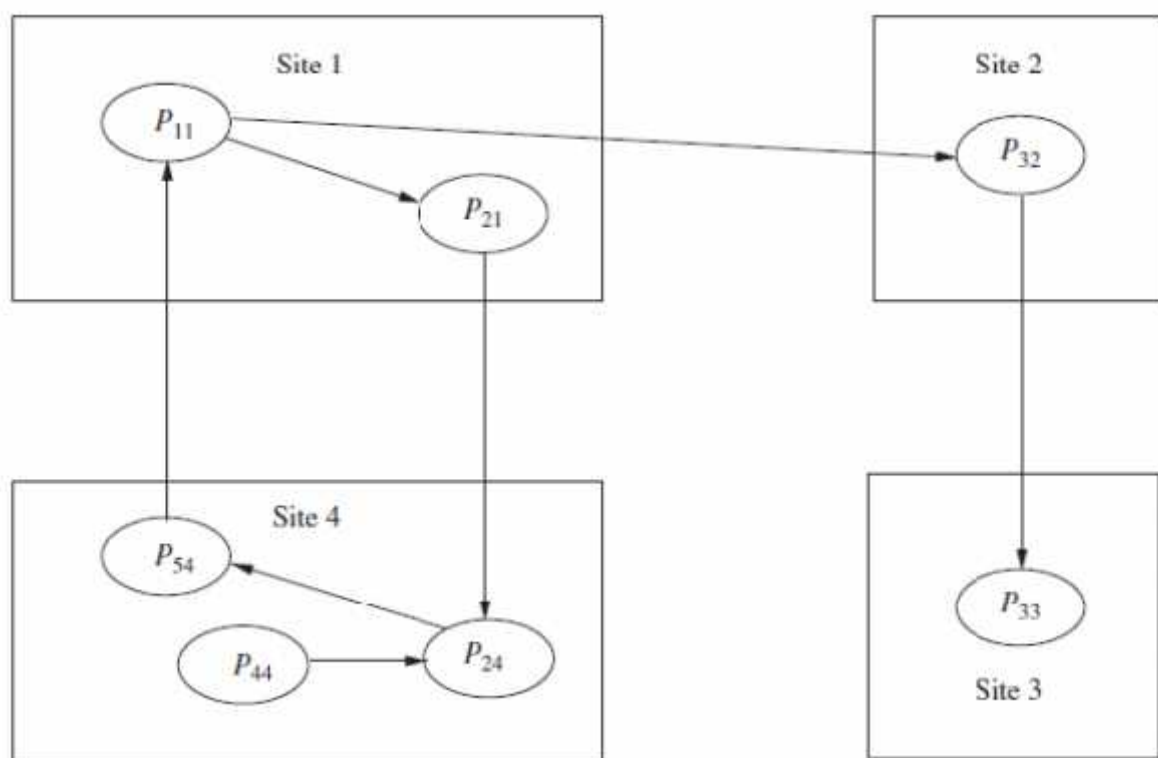 Site 1
P₁₁
P₂₁
Site 2
P₃₂
Site 4
P₅₄
P₄₄
P₂₄
P₃₃
Site 3